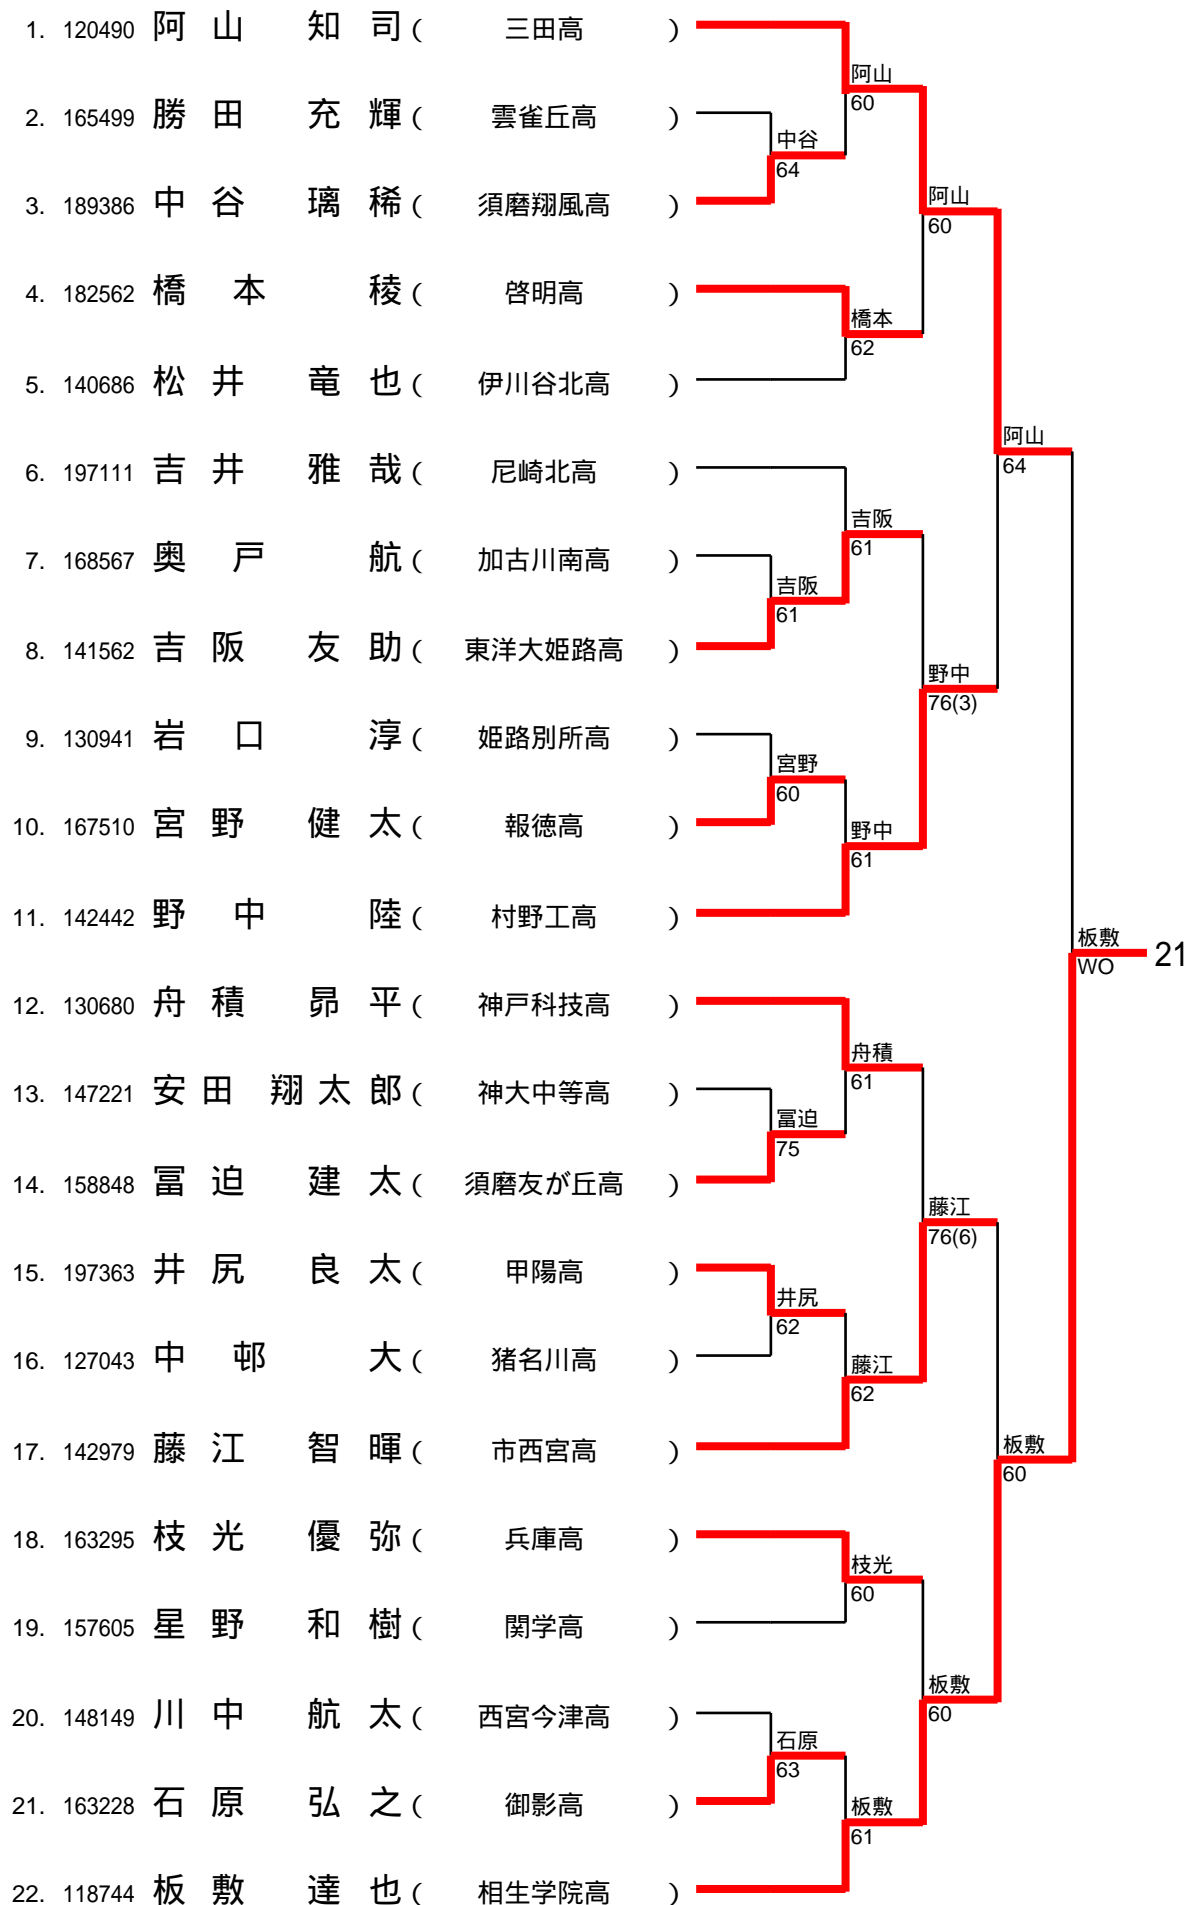 1. 120490 阿山 知司 ( 三田高 )
阿山
60
2. 165499 勝田 充輝 ( 雲雀丘高 )
中谷
64
3. 189386 中谷 璃稀 ( 須磨翔風高 )
阿山
60
4. 182562 橋本 稜 ( 啓明高 )
橋本
62
5. 140686 松井 竜也 ( 伊川谷北高 )
阿山
64
6. 197111 吉井 雅哉 ( 尼崎北高 )
吉阪
61
7. 168567 奥戸 航 ( 加古川南高 )
吉阪
61
8. 141562 吉阪 友助 ( 東洋大姫路高 )
野中
76(3)
9. 130941 岩口 淳 ( 姫路別所高 )
宮野
60
10. 167510 宮野 健太 ( 報徳高 )
野中
61
11. 142442 野中 陸 ( 村野工高 )
板敷
WO
21
12. 130680 舟積 昴平 ( 神戸科技高 )
舟積
61
13. 147221 安田 翔太郎 ( 神大中等高 )
冨迫
75
14. 158848 冨迫 建太 ( 須磨友が丘高 )
藤江
76(6)
15. 197363 井尻 良太 ( 甲陽高 )
井尻
62
16. 127043 中邨 大 ( 猪名川高 )
藤江
62
17. 142979 藤江 智暉 ( 市西宮高 )
板敷
60
18. 163295 枝光 優弥 ( 兵庫高 )
枝光
60
19. 157605 星野 和樹 ( 関学高 )
板敷
60
20. 148149 川中 航太 ( 西宮今津高 )
石原
63
21. 163228 石原 弘之 ( 御影高 )
板敷
61
22. 118744 板敷 達也 ( 相生学院高 )